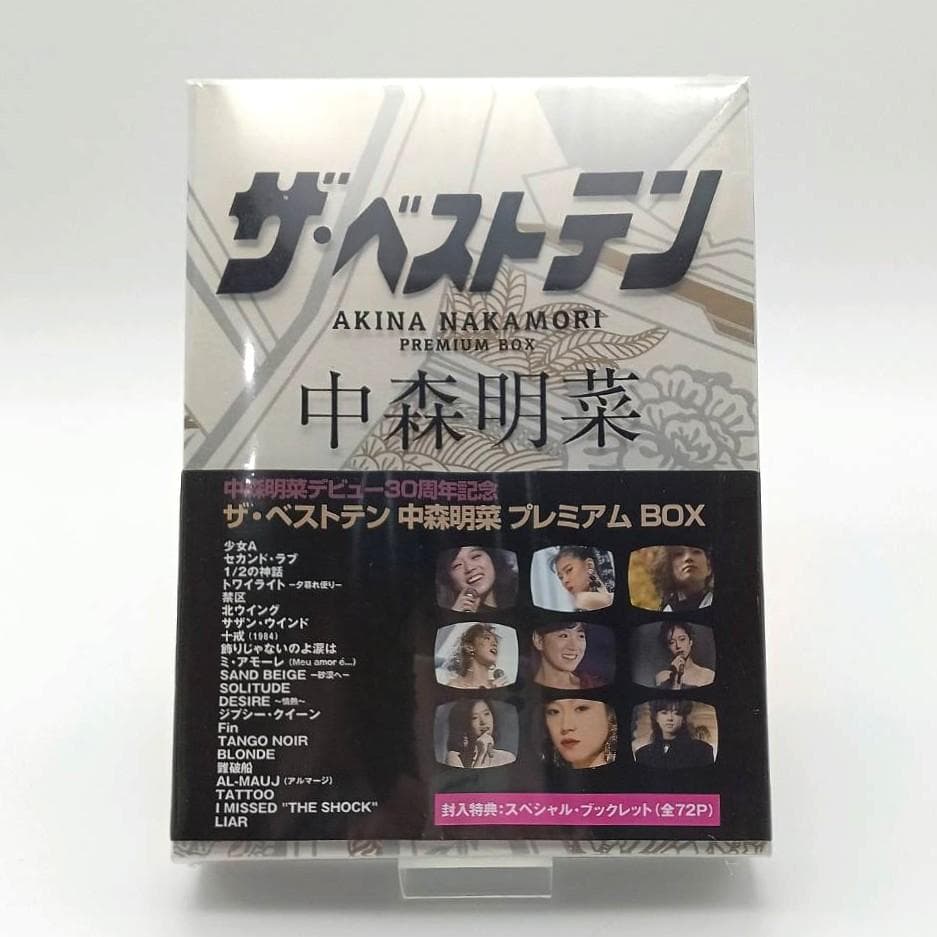 ザ・ベストテン
AKINA NAKAMORI
PREMIUM BOX
中森明菜
中森明菜デビュー30周年記念
ザ・ベストテン 中森明菜 プレミアム BOX
少女A
セカンド・ラブ
1/2の神話
トワイライト －夕暮れ便り－
禁区
北ウイング
サザン・ウインド
十戒（1984）
飾りじゃないのよ涙は
ミ・アモーレ（Meu amor é...）
SAND BEIGE －砂漠へ－
SOLITUDE
DESIRE ～情熱～
ジプシー・クイーン
Fin
TANGO NOIR
BLONDE
難破船
AL-MAUJ（アルマージ）
TATTOO
I MISSED "THE SHOCK"
LIAR
封入特典：スペシャル・ブックレット（全72P）